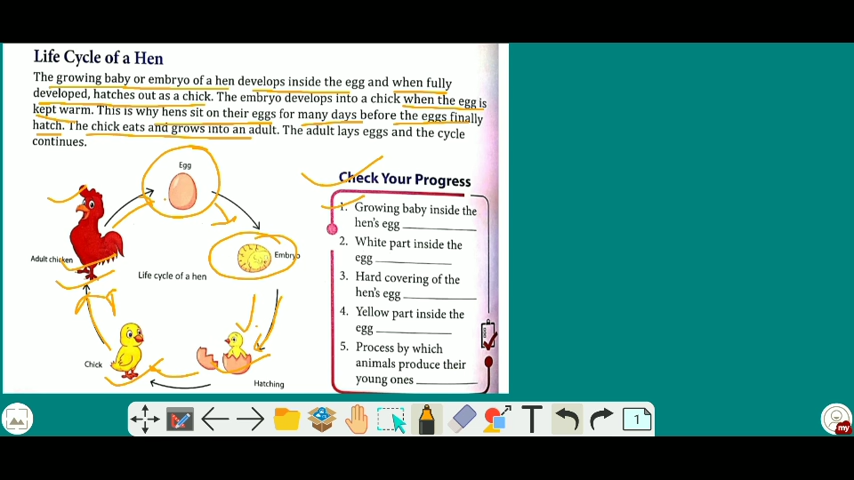 Life Cycle of a Hen
The growing baby or embryo of a hen develops inside the egg and when fully
developed, hatches out as a chick. The embryo develops into a chick when the egg is
kept warm. This is why hens sit on their eggs for many days before the eggs finally
hatch. The chick eats and grows into an adult. The adult lays eggs and the cycle
continues.
Egg
Adult chicken
Embryo
Life cycle of a hen
Chick
Hatching
Check Your Progress
1. Growing baby inside the
hen's egg __________
2. White part inside the
egg __________
3. Hard covering of the
hen's egg __________
4. Yellow part inside the
egg __________
5. Process by which
animals produce their
young ones __________
T
1
my